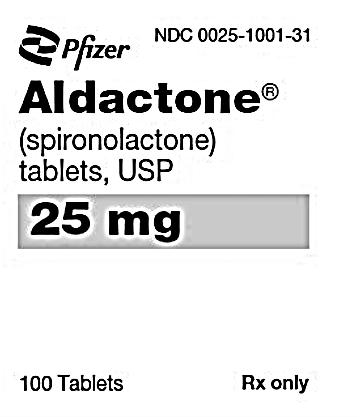 Pfizer
NDC 0025-1001-31
Aldactone®
(spironolactone)
tablets, USP
25 mg
100 Tablets
Rx only